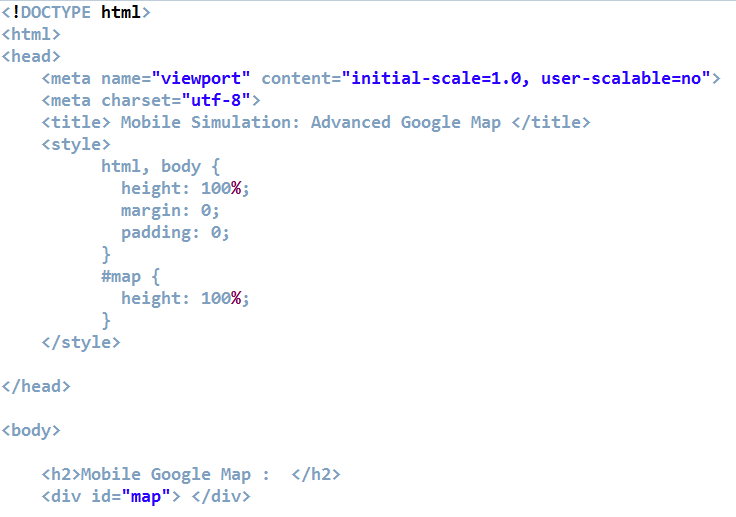 <!DOCTYPE html>
<html>
<head>
    <meta name="viewport" content="initial-scale=1.0, user-scalable=no">
    <meta charset="utf-8">
    <title> Mobile Simulation: Advanced Google Map </title>
    <style>
          html, body {
            height: 100%;
            margin: 0;
            padding: 0;
          }
          #map {
            height: 100%;
          }
    </style>

</head>

<body>

    <h2>Mobile Google Map :  </h2>
    <div id="map"> </div>